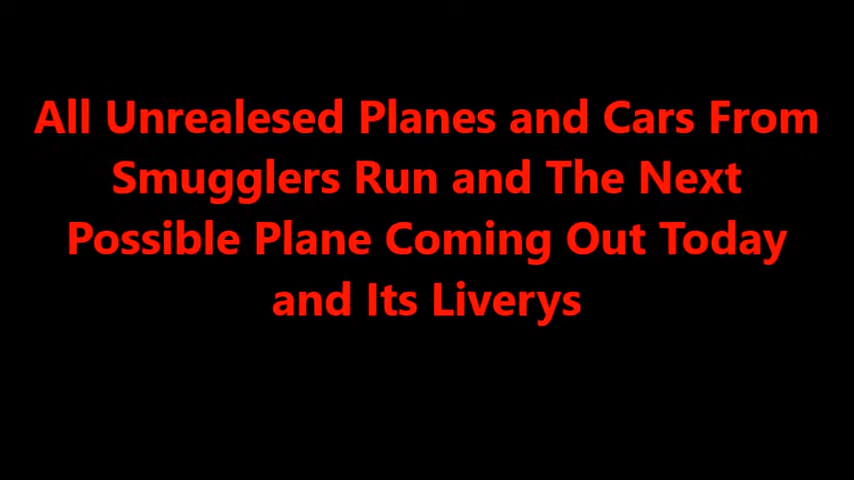 All Unrealesed Planes and Cars From
Smugglers Run and The Next
Possible Plane Coming Out Today
and Its Liverys